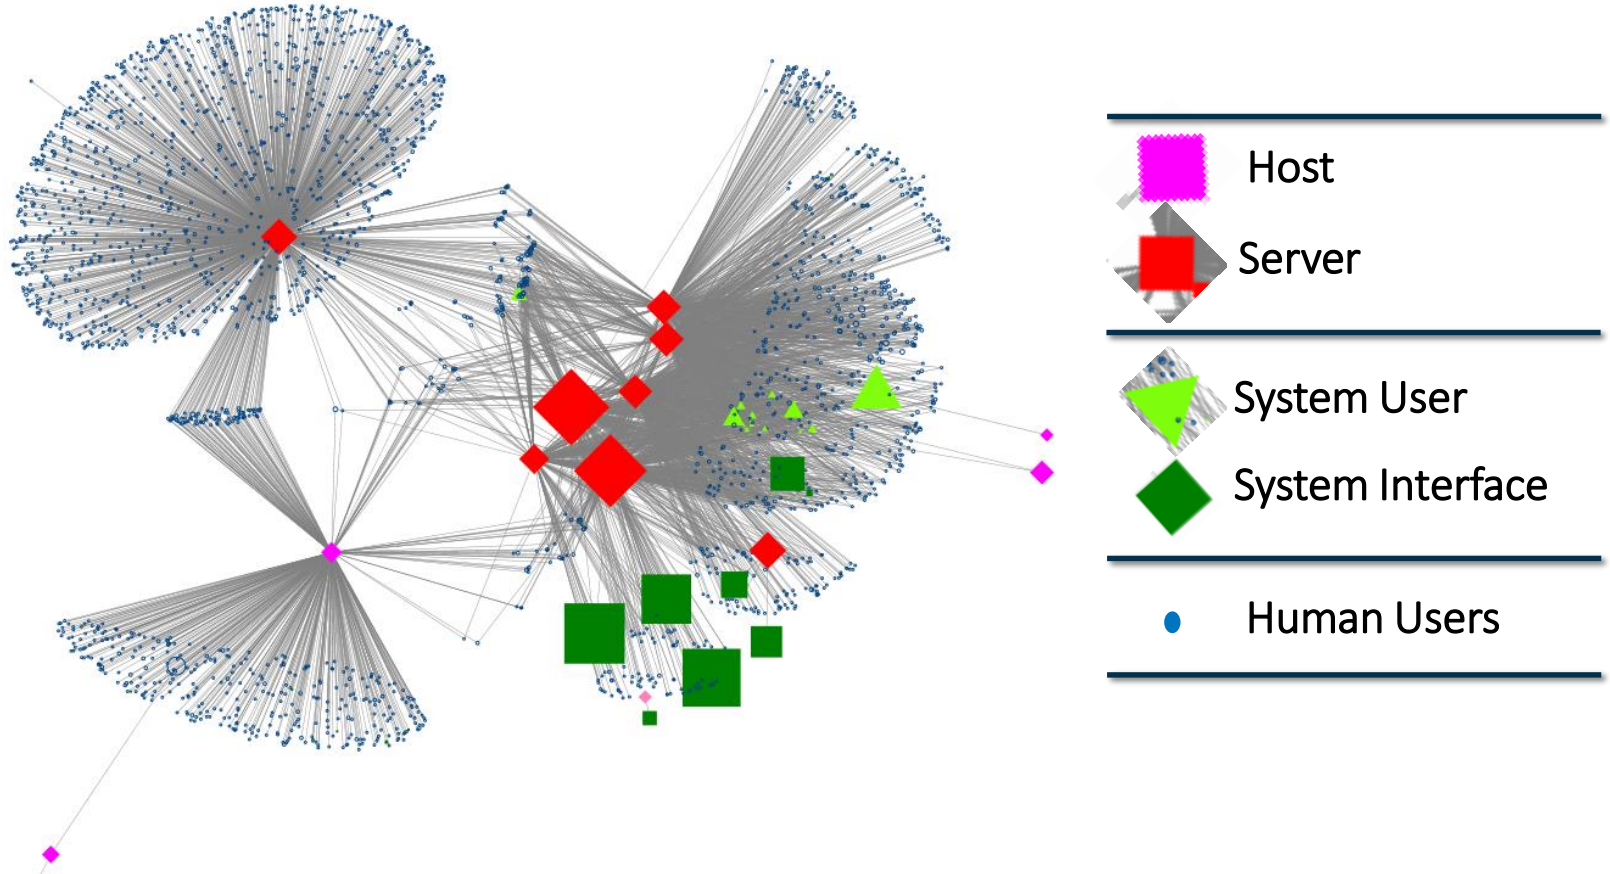 Host
Server
System User
System Interface
Human Users